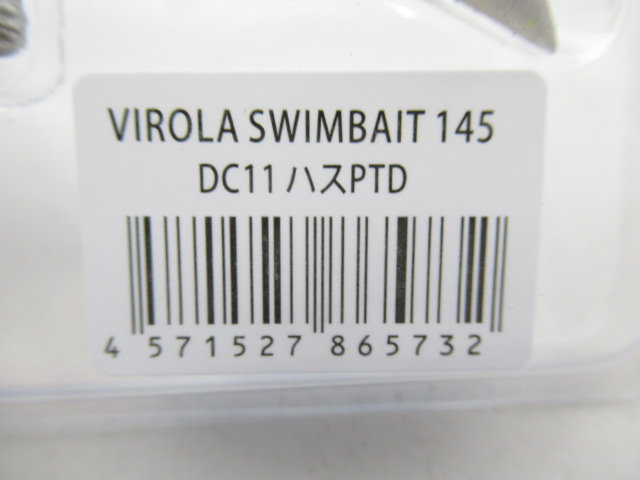 VIROLA SWIMBAIT 145
DC11 ハスPTD
4 571527 865732